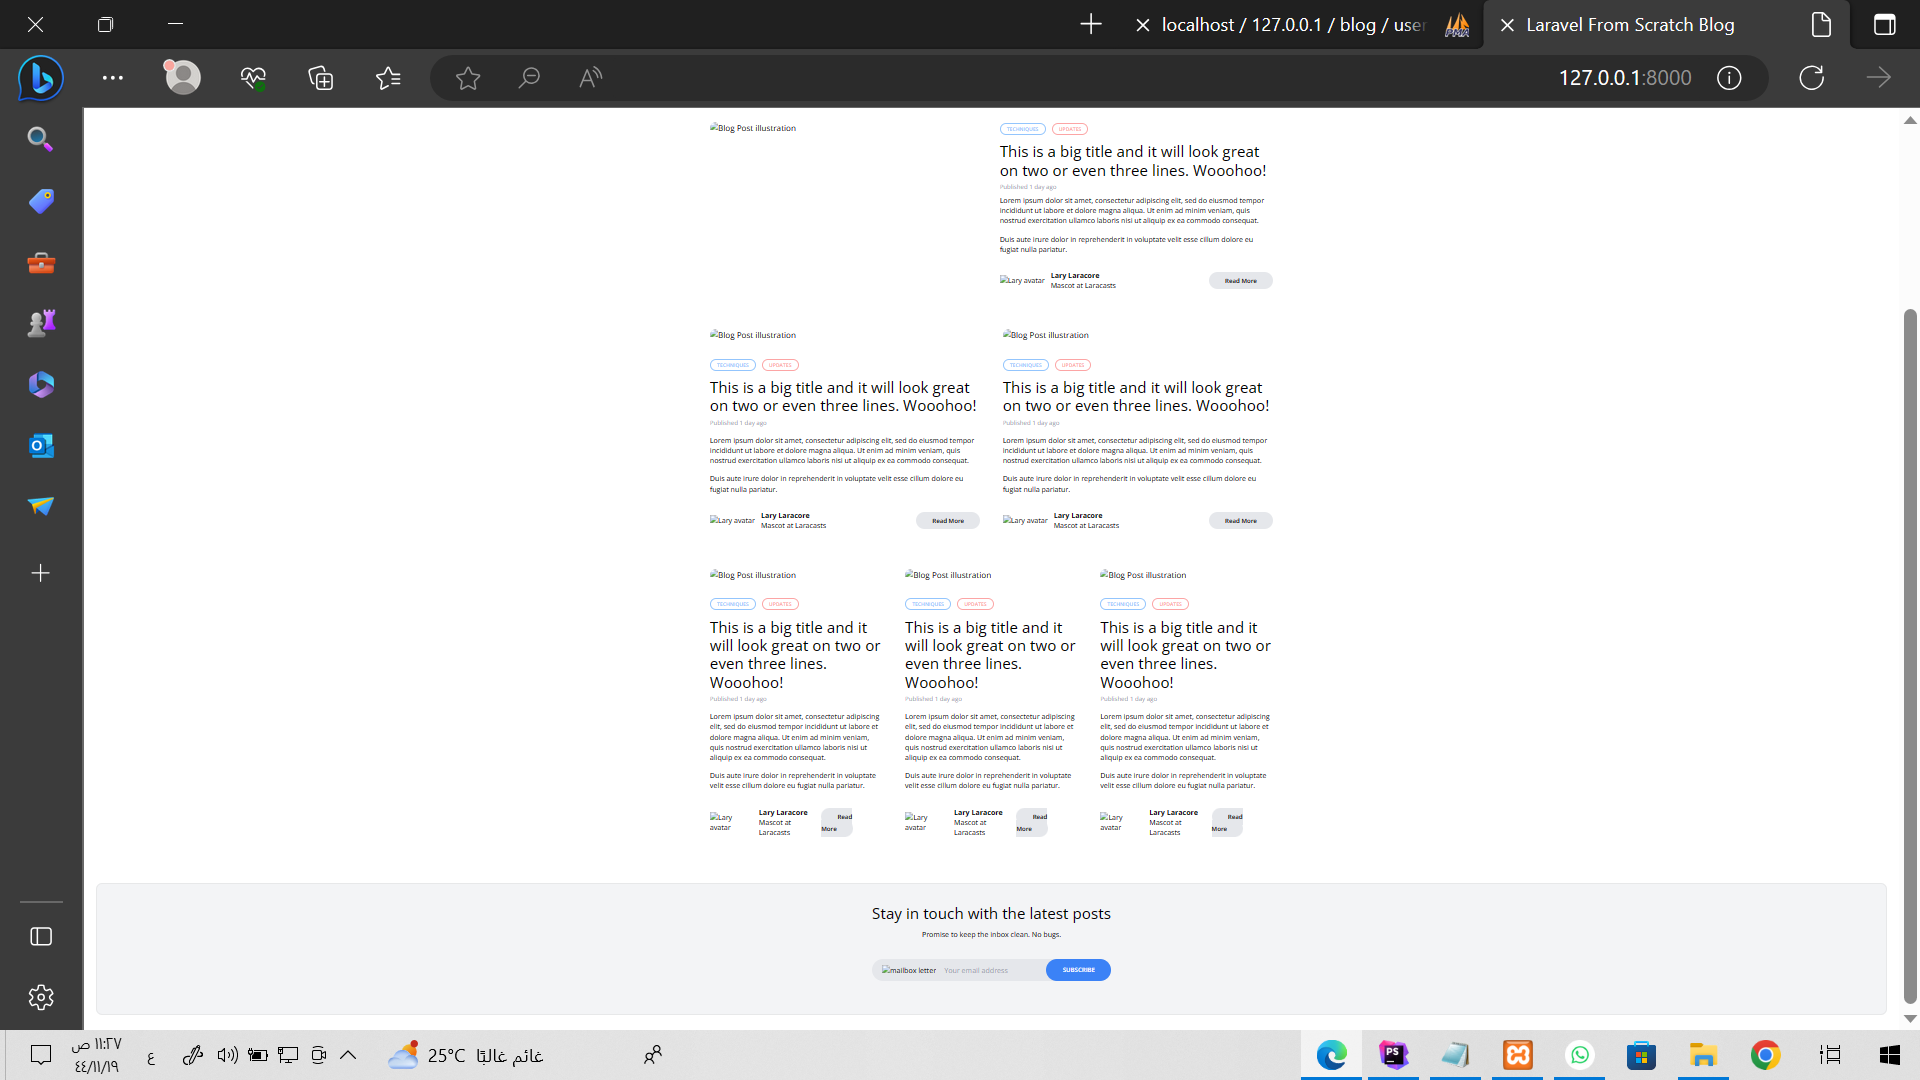 localhost / 127.0.0.1 / blog / user
PMA
Laravel From Scratch Blog
127.0.0.1:8000
Blog Post illustration
TECHNIQUES UPDATES
This is a big title and it will look great
on two or even three lines. Wooohoo!
Published 1 day ago
Lorem ipsum dolor sit amet, consectetur adipiscing elit, sed do eiusmod tempor
incididunt ut labore et dolore magna aliqua. Ut enim ad minim veniam, quis
nostrud exercitation ullamco laboris nisi ut aliquip ex ea commodo consequat.
Duis aute irure dolor in reprehenderit in voluptate velit esse cillum dolore eu
fugiat nulla pariatur.
Lary avatar
Lary Laracore
Mascot at Laracasts
Read More
Blog Post illustration
TECHNIQUES UPDATES
This is a big title and it will look great
on two or even three lines. Wooohoo!
Published 1 day ago
Lorem ipsum dolor sit amet, consectetur adipiscing elit, sed do eiusmod tempor
incididunt ut labore et dolore magna aliqua. Ut enim ad minim veniam, quis
nostrud exercitation ullamco laboris nisi ut aliquip ex ea commodo consequat.
Duis aute irure dolor in reprehenderit in voluptate velit esse cillum dolore eu
fugiat nulla pariatur.
Lary avatar
Lary Laracore
Mascot at Laracasts
Read More
Blog Post illustration
TECHNIQUES UPDATES
This is a big title and it will look great
on two or even three lines. Wooohoo!
Published 1 day ago
Lorem ipsum dolor sit amet, consectetur adipiscing elit, sed do eiusmod tempor
incididunt ut labore et dolore magna aliqua. Ut enim ad minim veniam, quis
nostrud exercitation ullamco laboris nisi ut aliquip ex ea commodo consequat.
Duis aute irure dolor in reprehenderit in voluptate velit esse cillum dolore eu
fugiat nulla pariatur.
Lary avatar
Lary Laracore
Mascot at Laracasts
Read More
Blog Post illustration
TECHNIQUES UPDATES
This is a big title and it
will look great on two or
even three lines.
Wooohoo!
Published 1 day ago
Lorem ipsum dolor sit amet, consectetur adipiscing
elit, sed do eiusmod tempor incididunt ut labore et
dolore magna aliqua. Ut enim ad minim veniam,
quis nostrud exercitation ullamco laboris nisi ut
aliquip ex ea commodo consequat.
Duis aute irure dolor in reprehenderit in voluptate
velit esse cillum dolore eu fugiat nulla pariatur.
Lary
avatar
Lary Laracore
Mascot at
Laracasts
Read
More
Blog Post illustration
TECHNIQUES UPDATES
This is a big title and it
will look great on two or
even three lines.
Wooohoo!
Published 1 day ago
Lorem ipsum dolor sit amet, consectetur adipiscing
elit, sed do eiusmod tempor incididunt ut labore et
dolore magna aliqua. Ut enim ad minim veniam,
quis nostrud exercitation ullamco laboris nisi ut
aliquip ex ea commodo consequat.
Duis aute irure dolor in reprehenderit in voluptate
velit esse cillum dolore eu fugiat nulla pariatur.
Lary
avatar
Lary Laracore
Mascot at
Laracasts
Read
More
Blog Post illustration
TECHNIQUES UPDATES
This is a big title and it
will look great on two or
even three lines.
Wooohoo!
Published 1 day ago
Lorem ipsum dolor sit amet, consectetur adipiscing
elit, sed do eiusmod tempor incididunt ut labore et
dolore magna aliqua. Ut enim ad minim veniam,
quis nostrud exercitation ullamco laboris nisi ut
aliquip ex ea commodo consequat.
Duis aute irure dolor in reprehenderit in voluptate
velit esse cillum dolore eu fugiat nulla pariatur.
Lary
avatar
Lary Laracore
Mascot at
Laracasts
Read
More
Stay in touch with the latest posts
Promise to keep the inbox clean. No bugs.
mailbox letter Your email address SUBSCRIBE
١١:٢٧ ص
٤٤/١١/١٩
ع
25°C غائم غالبًا
PS